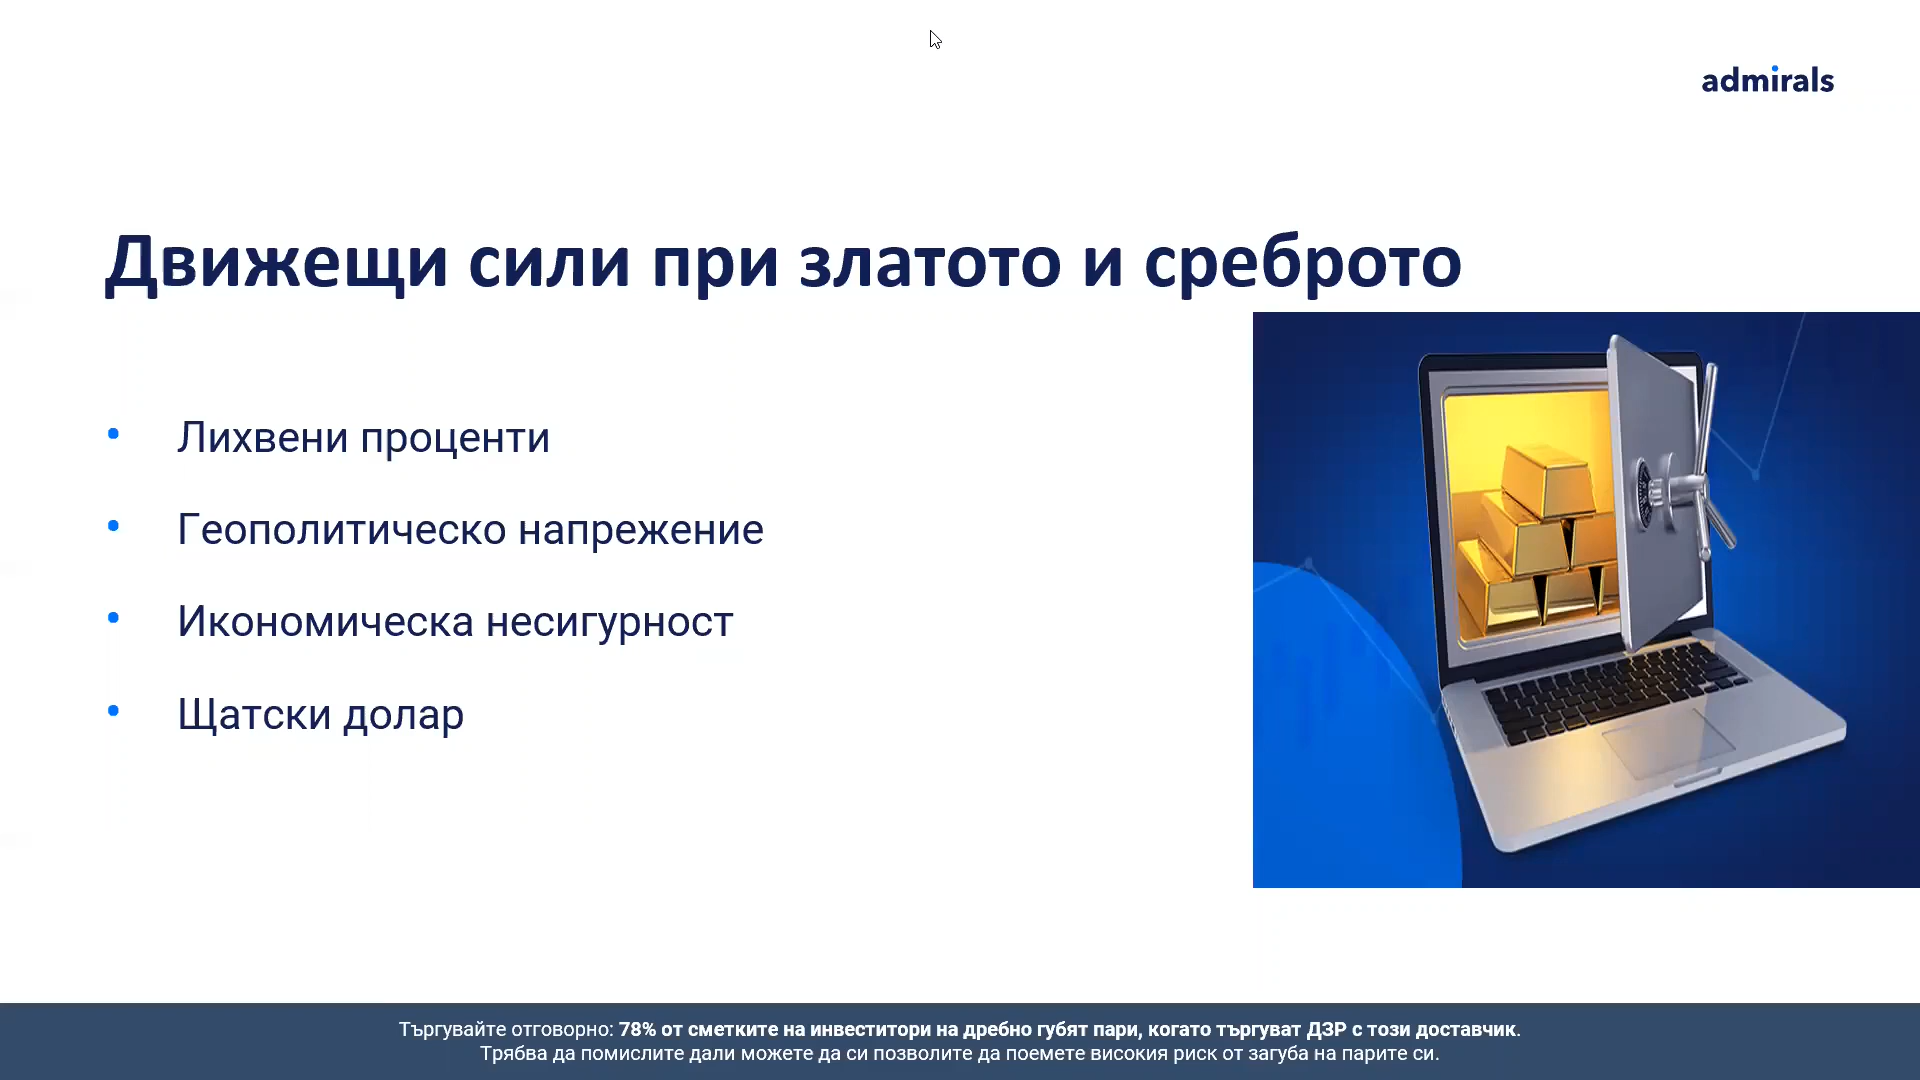 admirals
Движещи сили при златото и среброто
• Лихвени проценти
• Геополитическо напрежение
• Икономическа несигурност
• Щатски долар
Търгувайте отговорно: 78% от сметките на инвеститори на дребно губят пари, когато търгуват ДЗР с този доставчик.
Трябва да помислите дали можете да си позволите да поемете високия риск от загуба на парите си.